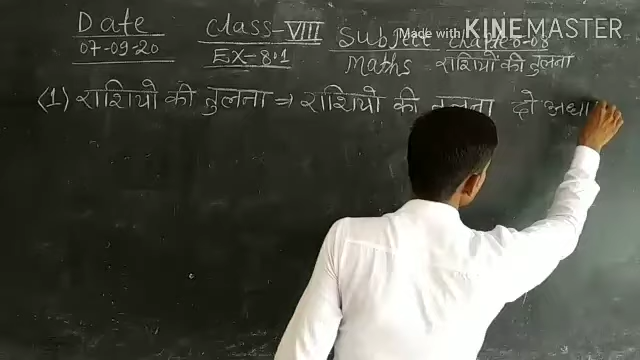 Date Class-VIII Subject Chapter-08
07-09-20 Ex-8.1 Maths राशियों की तुलना
(1) राशियो की तुलना ⇒ राशियो की तुलना दो अधा
Made with KINEMASTER